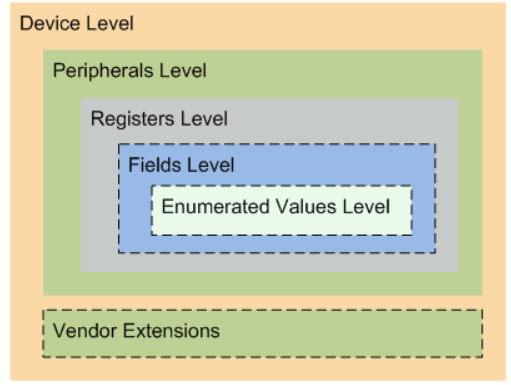 Device Level
Peripherals Level
Registers Level
Fields Level
Enumerated Values Level
Vendor Extensions